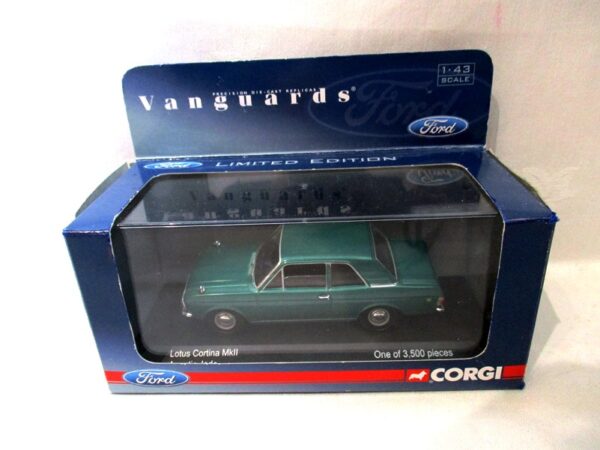 1:43
SCALE
PRECISION DIE-CAST REPLICAS
Vanguards®
Ford
Ford
Ford LIMITED EDITION
Vanguards
Lotus Cortina MkII
One of 3,500 pieces
Ford
CORGI